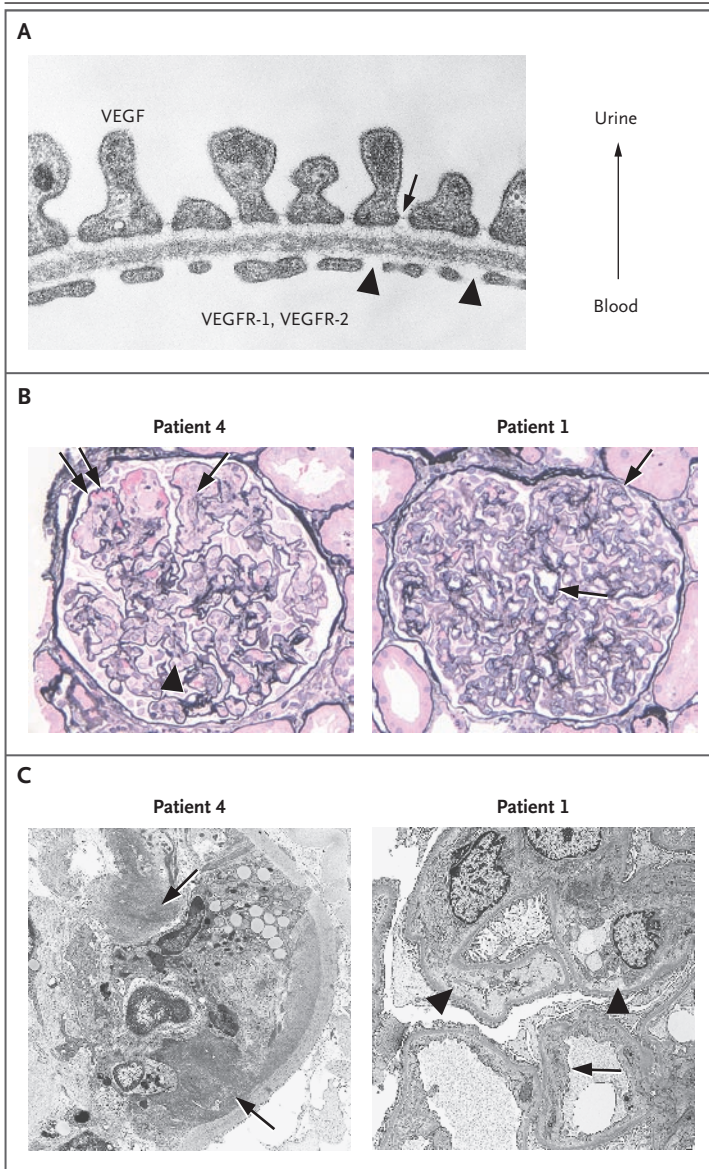 A
VEGF
Urine
Blood
VEGFR-1, VEGFR-2
B
Patient 4
Patient 1
C
Patient 4
Patient 1